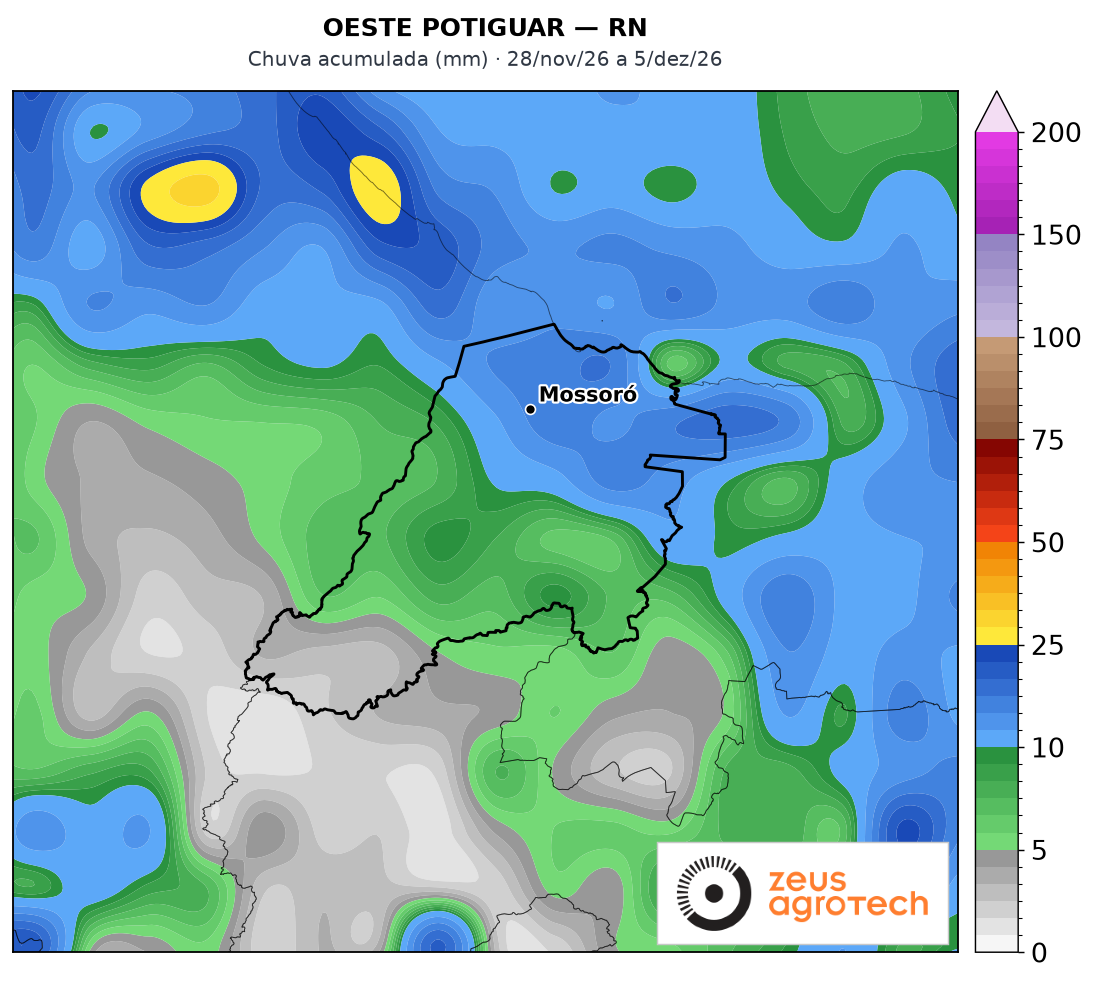 OESTE POTIGUAR — RN
Chuva acumulada (mm) · 28/nov/26 a 5/dez/26
200
150
100
75
50
25
10
5
0
Mossoró
zeus
agrotech